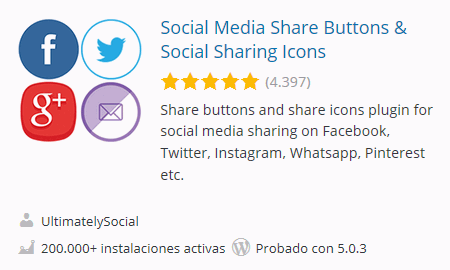 Social Media Share Buttons &
Social Sharing Icons
(4.397)
Share buttons and share icons plugin for
social media sharing on Facebook,
Twitter, Instagram, Whatsapp, Pinterest
etc.
UltimatelySocial
200.000+ instalaciones activas Probado con 5.0.3